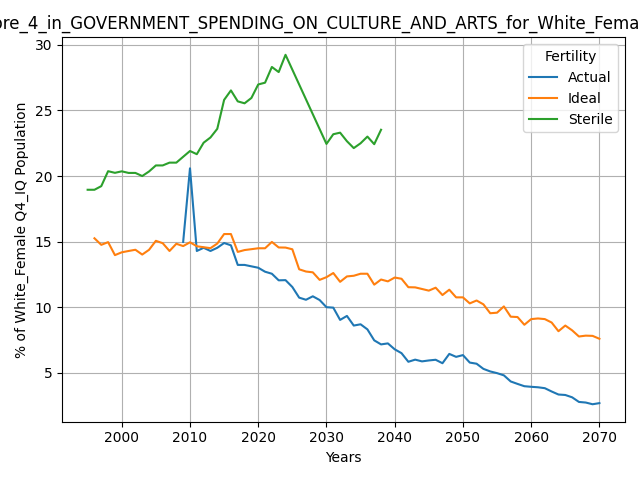 ore_4_in_GOVERNMENT_SPENDING_ON_CULTURE_AND_ARTS_for_White_Fema
30
25
20
15
10
5
% of White_Female Q4_IQ Population
Fertility
Actual
Ideal
Sterile
2000 2010 2020 2030 2040 2050 2060 2070
Years